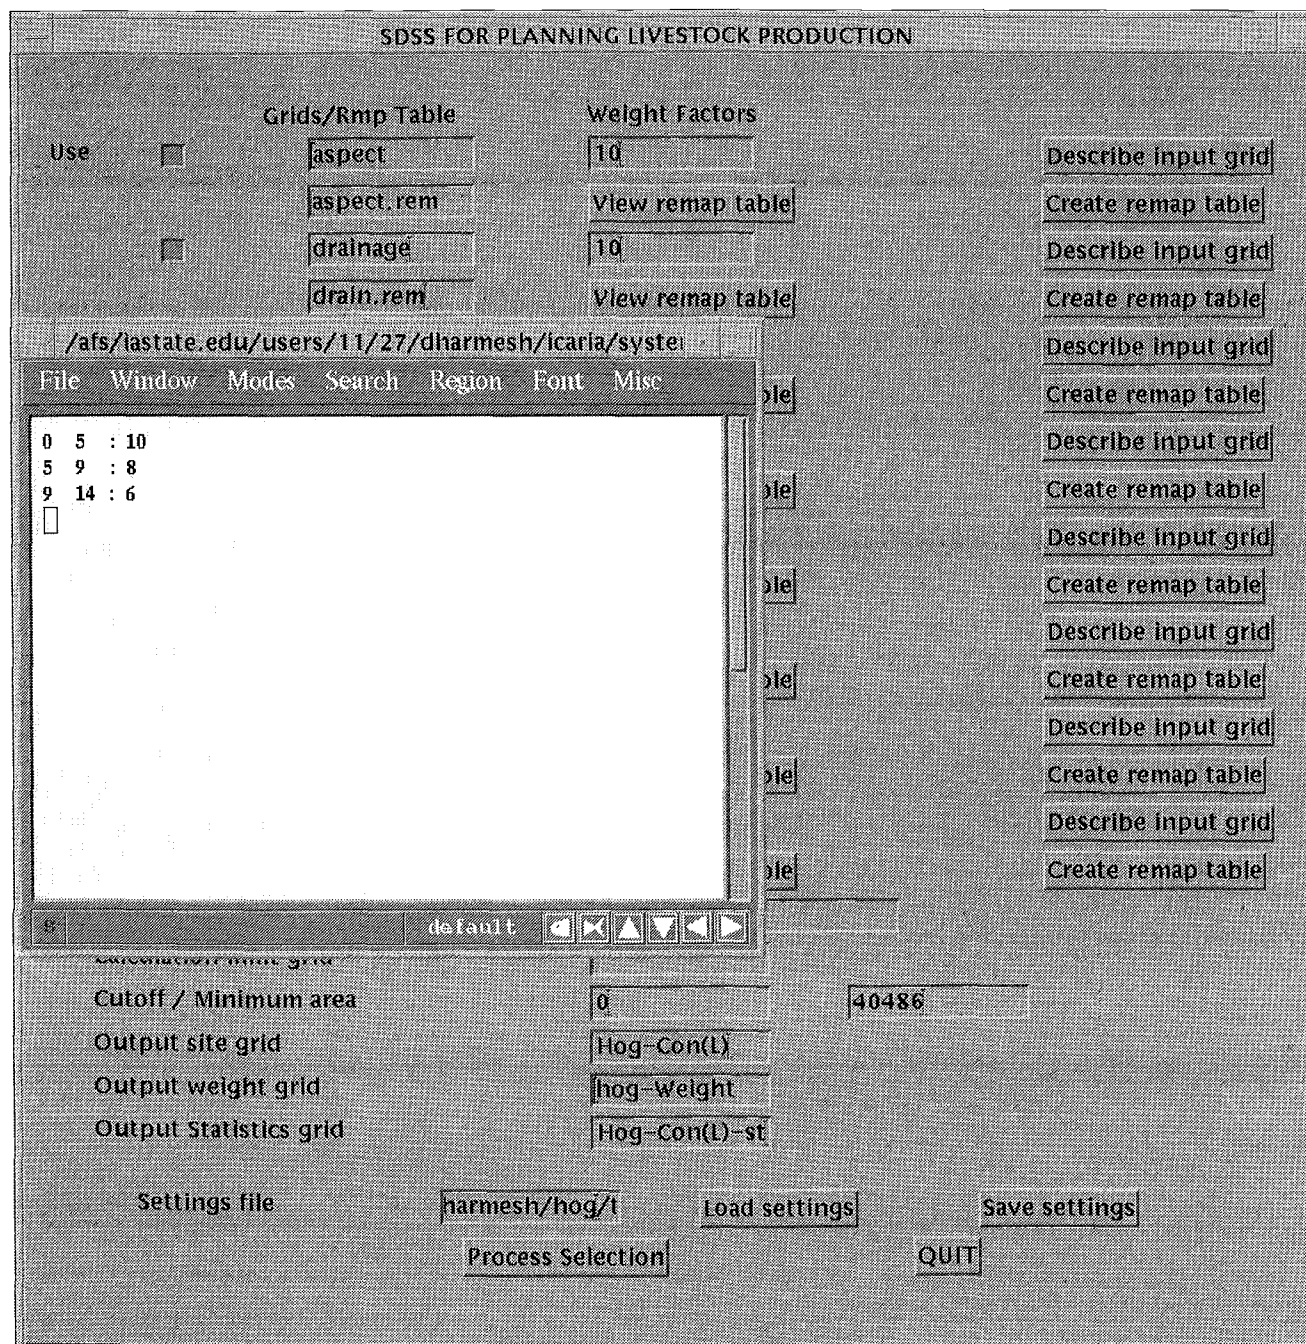 SDSS FOR PLANNING LIVESTOCK PRODUCTION
Grids/Rmp Table Weight Factors
Use aspect 10 Describe input grid
aspect.rem View remap table Create remap table
drainage 10 Describe input grid
drain.rem View remap table Create remap table
/afs/iastate.edu/users/11/27/dharmesh/icaria/syste
Describe input grid
File Window Modes Search Region Font Misc
ble Create remap table
0 5 : 10
Describe input grid
5 9 : 8
9 14 : 6
ble Create remap table
Describe input grid
ble Create remap table
Describe input grid
ble Create remap table
Describe input grid
ble Create remap table
Describe input grid
ble Create remap table
default
grid
Cutoff / Minimum area 0 40486
Output site grid Hog-Con(L)
Output weight grid hog-Weight
Output Statistics grid Hog-Con(L)-st
Settings file harmesh/hog/t Load settings Save settings
Process Selection QUIT